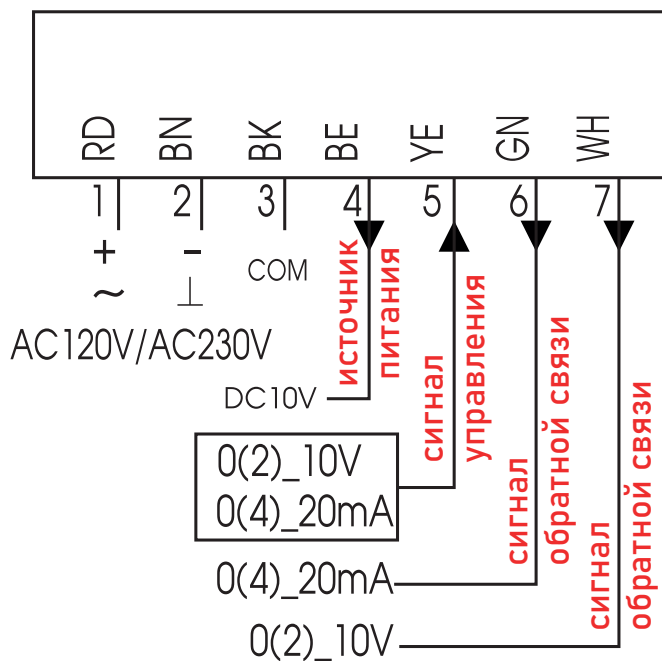 RD BN BK BE YE GN WH
1 2 3 4 5 6 7
+ -
~ ⊥
COM
AC120V/AC230V
источник
питания
DC10V
сигнал
управления
0(2)_10V
0(4)_20mA
сигнал
обратной связи
0(4)_20mA
сигнал
обратной связи
0(2)_10V